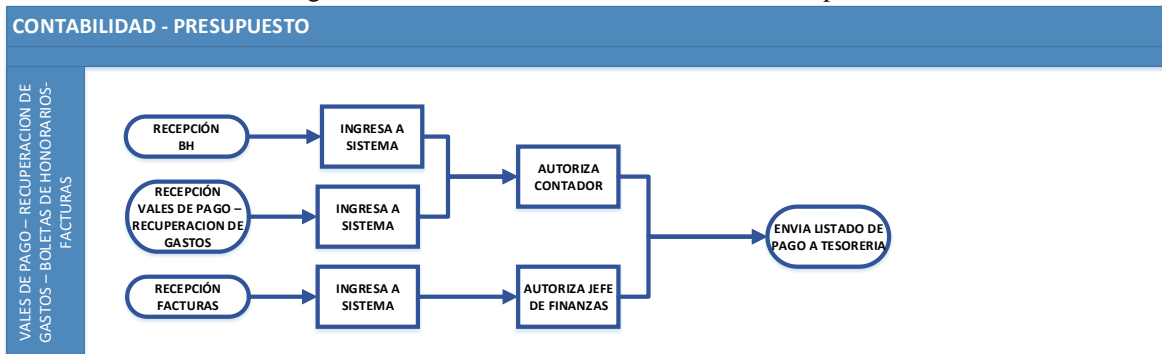 CONTABILIDAD - PRESUPUESTO
VALES DE PAGO – RECUPERACION DE
GASTOS – BOLETAS DE HONORARIOS-
FACTURAS
RECEPCIÓN
BH
INGRESA A
SISTEMA
RECEPCIÓN
VALES DE PAGO –
RECUPERACION DE
GASTOS
INGRESA A
SISTEMA
AUTORIZA
CONTADOR
RECEPCIÓN
FACTURAS
INGRESA A
SISTEMA
AUTORIZA JEFE
DE FINANZAS
ENVIA LISTADO DE
PAGO A TESORERIA